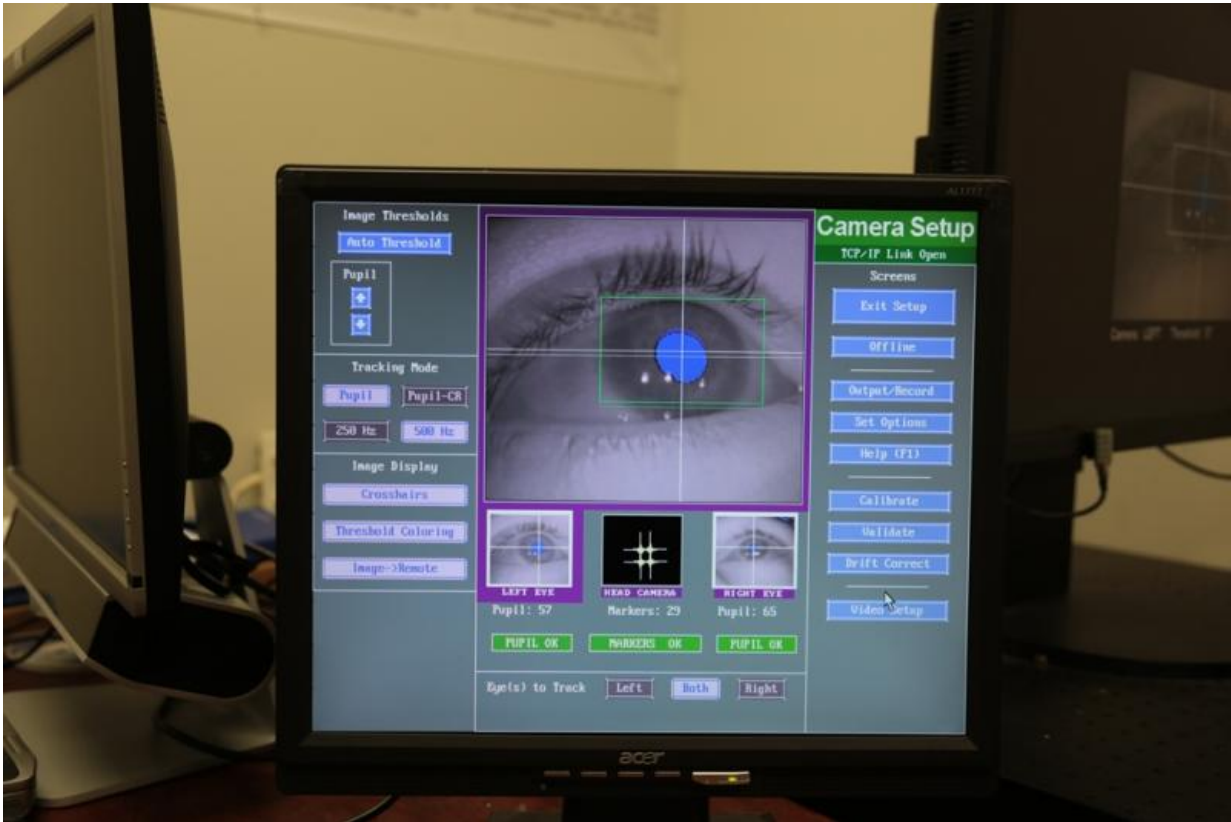 AL1717
Image Thresholds
Auto Threshold
Pupil
Tracking Mode
Pupil Pupil-CR
250 Hz 500 Hz
Image Display
Crosshairs
Threshold Coloring
Image->Remote
LEFT EYE HEAD CAMERA RIGHT EYE
Pupil: 57 Markers: 29 Pupil: 65
PUPIL OK MARKERS OK PUPIL OK
Eye(s) to Track Left Both Right
Camera Setup
TCP/IP Link Open
Screens
Exit Setup
Offline
Output/Record
Set Options
Help (F1)
Calibrate
Validate
Drift Correct
Video Setup
acer
Camera: LEFT